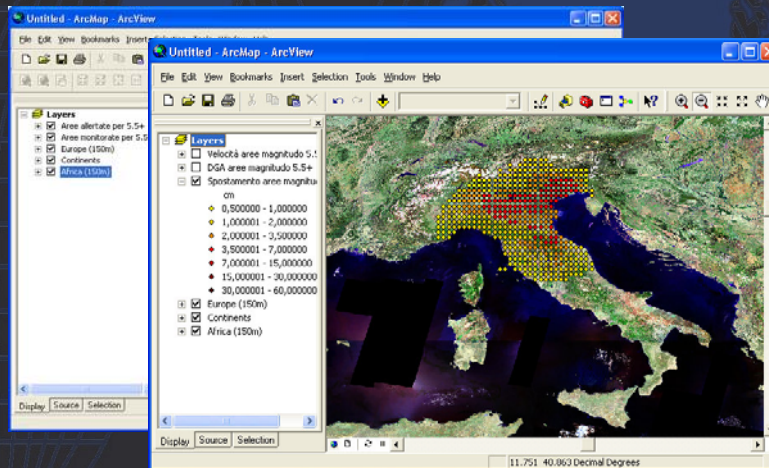 Untitled - ArcMap - ArcView
File Edit View Bookmarks Insert
Layers
Aree allertate per 5.5+
Aree monitorate per 5.5
Europe (150m)
Continents
Africa (150m)
Display Source Selection
Untitled - ArcMap - ArcView
File Edit View Bookmarks Insert Selection Tools Window Help
Layers
Velocità aree magnitudo 5.
DGA aree magnitudo 5.5+
Spostamento aree magnitu
cm
0,500000 - 1,000000
1,000001 - 2,000000
2,000001 - 3,500000
3,500001 - 7,000000
7,000001 - 15,000000
15,000001 - 30,000000
30,000001 - 60,000000
Europe (150m)
Continents
Africa (150m)
Display Source Selection
11.751 40.863 Decimal Degrees